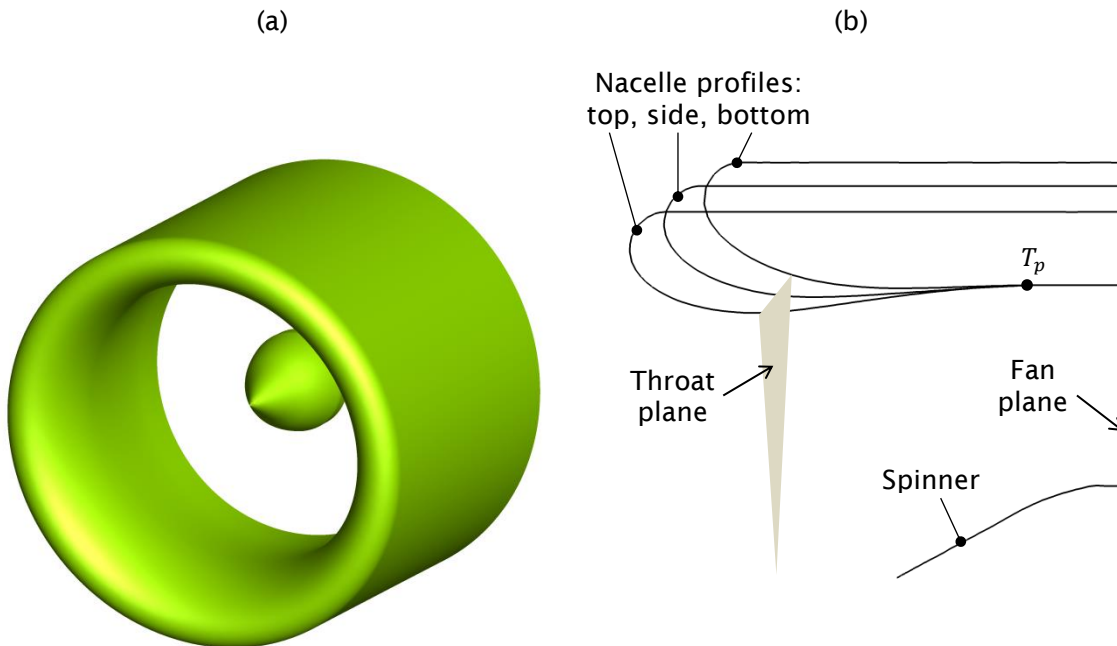 (a)
(b)
Nacelle profiles:
top, side, bottom
T_p
Throat
plane
Fan
plane
Spinner